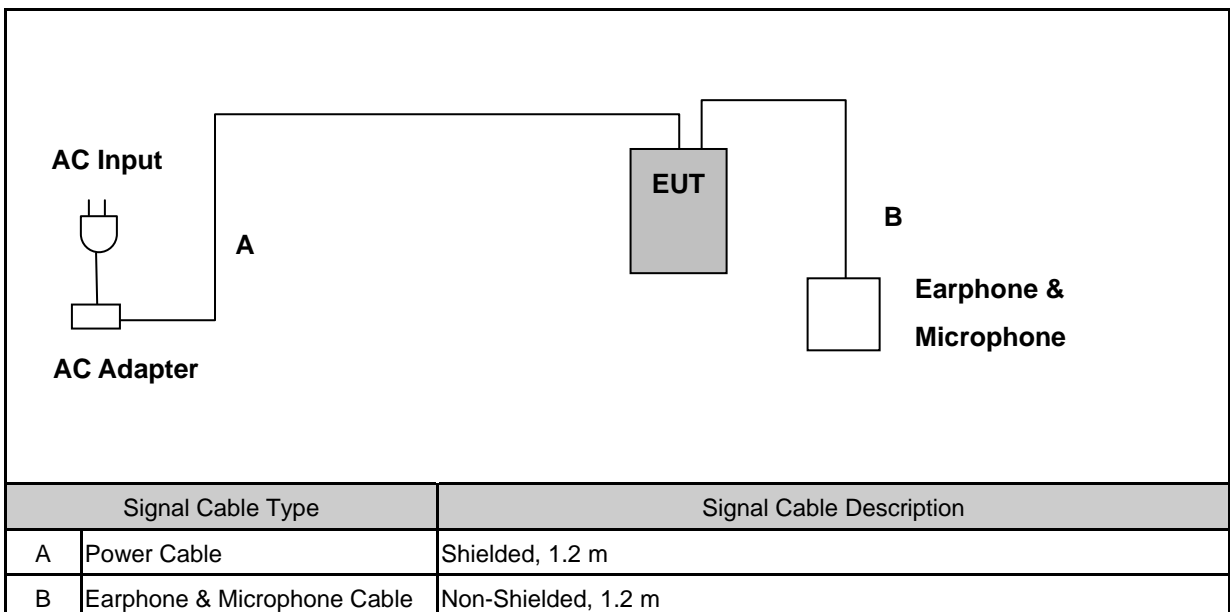 AC Input
EUT
B
A
Earphone &
Microphone
AC Adapter
Signal Cable Type Signal Cable Description
A Power Cable Shielded, 1.2 m
B Earphone & Microphone Cable Non-Shielded, 1.2 m